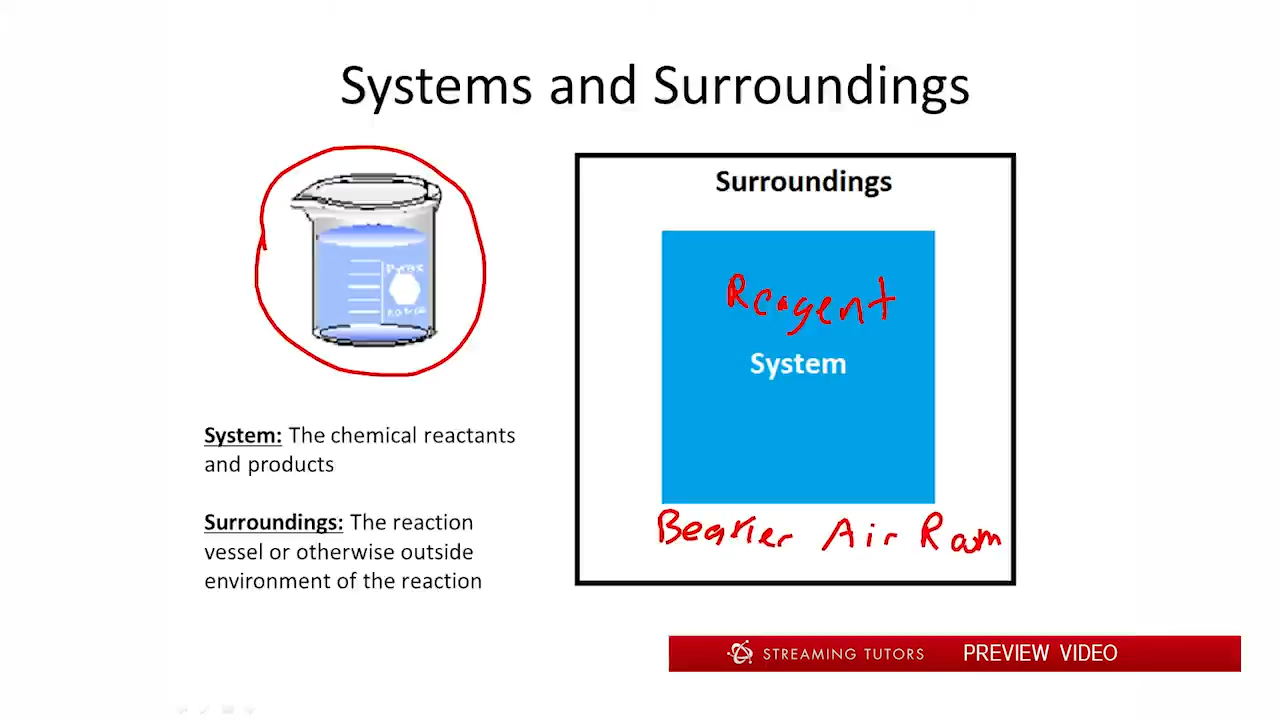 Systems and Surroundings
Pyrex
System: The chemical reactants
and products
Surroundings: The reaction
vessel or otherwise outside
environment of the reaction
Surroundings
Reagent
System
Beaker Air Room
STREAMING TUTORS PREVIEW VIDEO